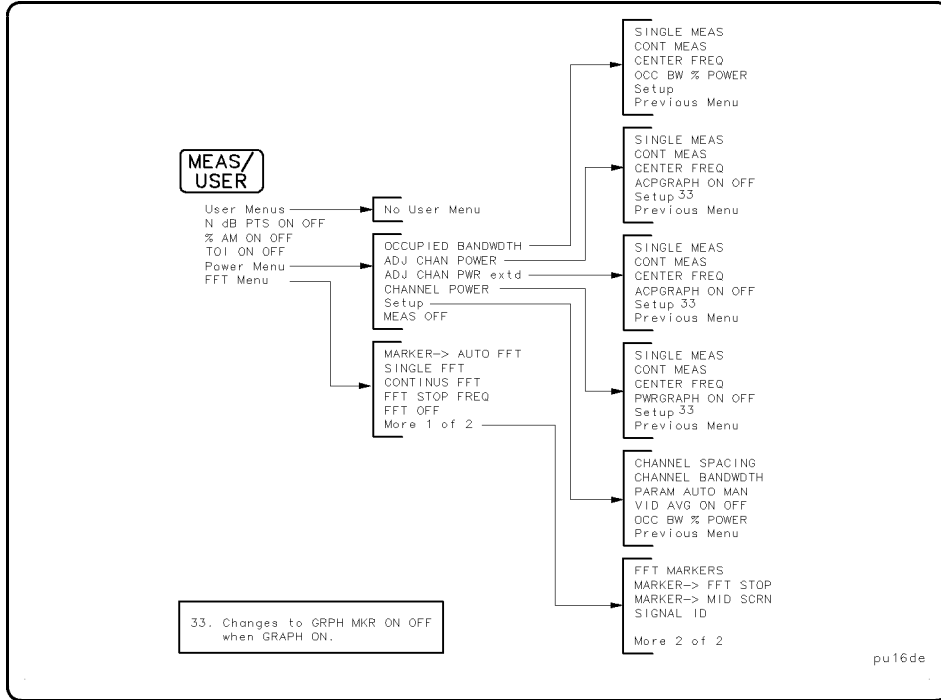 MEAS/
USER
User Menus
N dB PTS ON OFF
% AM ON OFF
TOI ON OFF
Power Menu
FFT Menu
No User Menu
OCCUPIED BANDWDTH
ADJ CHAN POWER
ADJ CHAN PWR extd
CHANNEL POWER
Setup
MEAS OFF
MARKER-> AUTO FFT
SINGLE FFT
CONTINUS FFT
FFT STOP FREQ
FFT OFF
More 1 of 2
SINGLE MEAS
CONT MEAS
CENTER FREQ
OCC BW % POWER
Setup
Previous Menu
SINGLE MEAS
CONT MEAS
CENTER FREQ
ACPGRAPH ON OFF
Setup 33
Previous Menu
SINGLE MEAS
CONT MEAS
CENTER FREQ
ACPGRAPH ON OFF
Setup 33
Previous Menu
SINGLE MEAS
CONT MEAS
CENTER FREQ
PWRGRAPH ON OFF
Setup 33
Previous Menu
CHANNEL SPACING
CHANNEL BANDWDTH
PARAM AUTO MAN
VID AVG ON OFF
OCC BW % POWER
Previous Menu
FFT MARKERS
MARKER-> FFT STOP
MARKER-> MID SCRN
SIGNAL ID
More 2 of 2
33. Changes to GRPH MKR ON OFF
when GRAPH ON.
pu16de